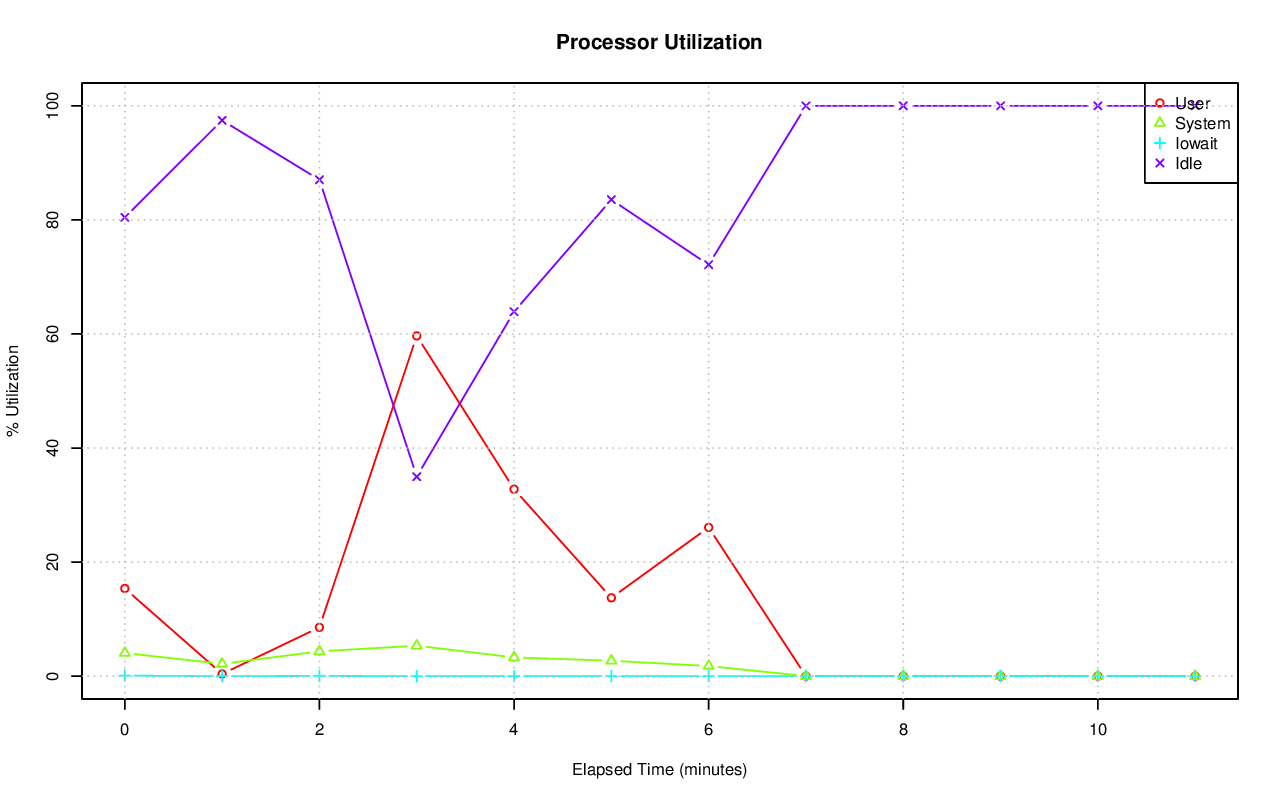 Processor Utilization
% Utilization
100
80
60
40
20
0
User
System
Iowait
Idle
0 2 4 6 8 10
Elapsed Time (minutes)